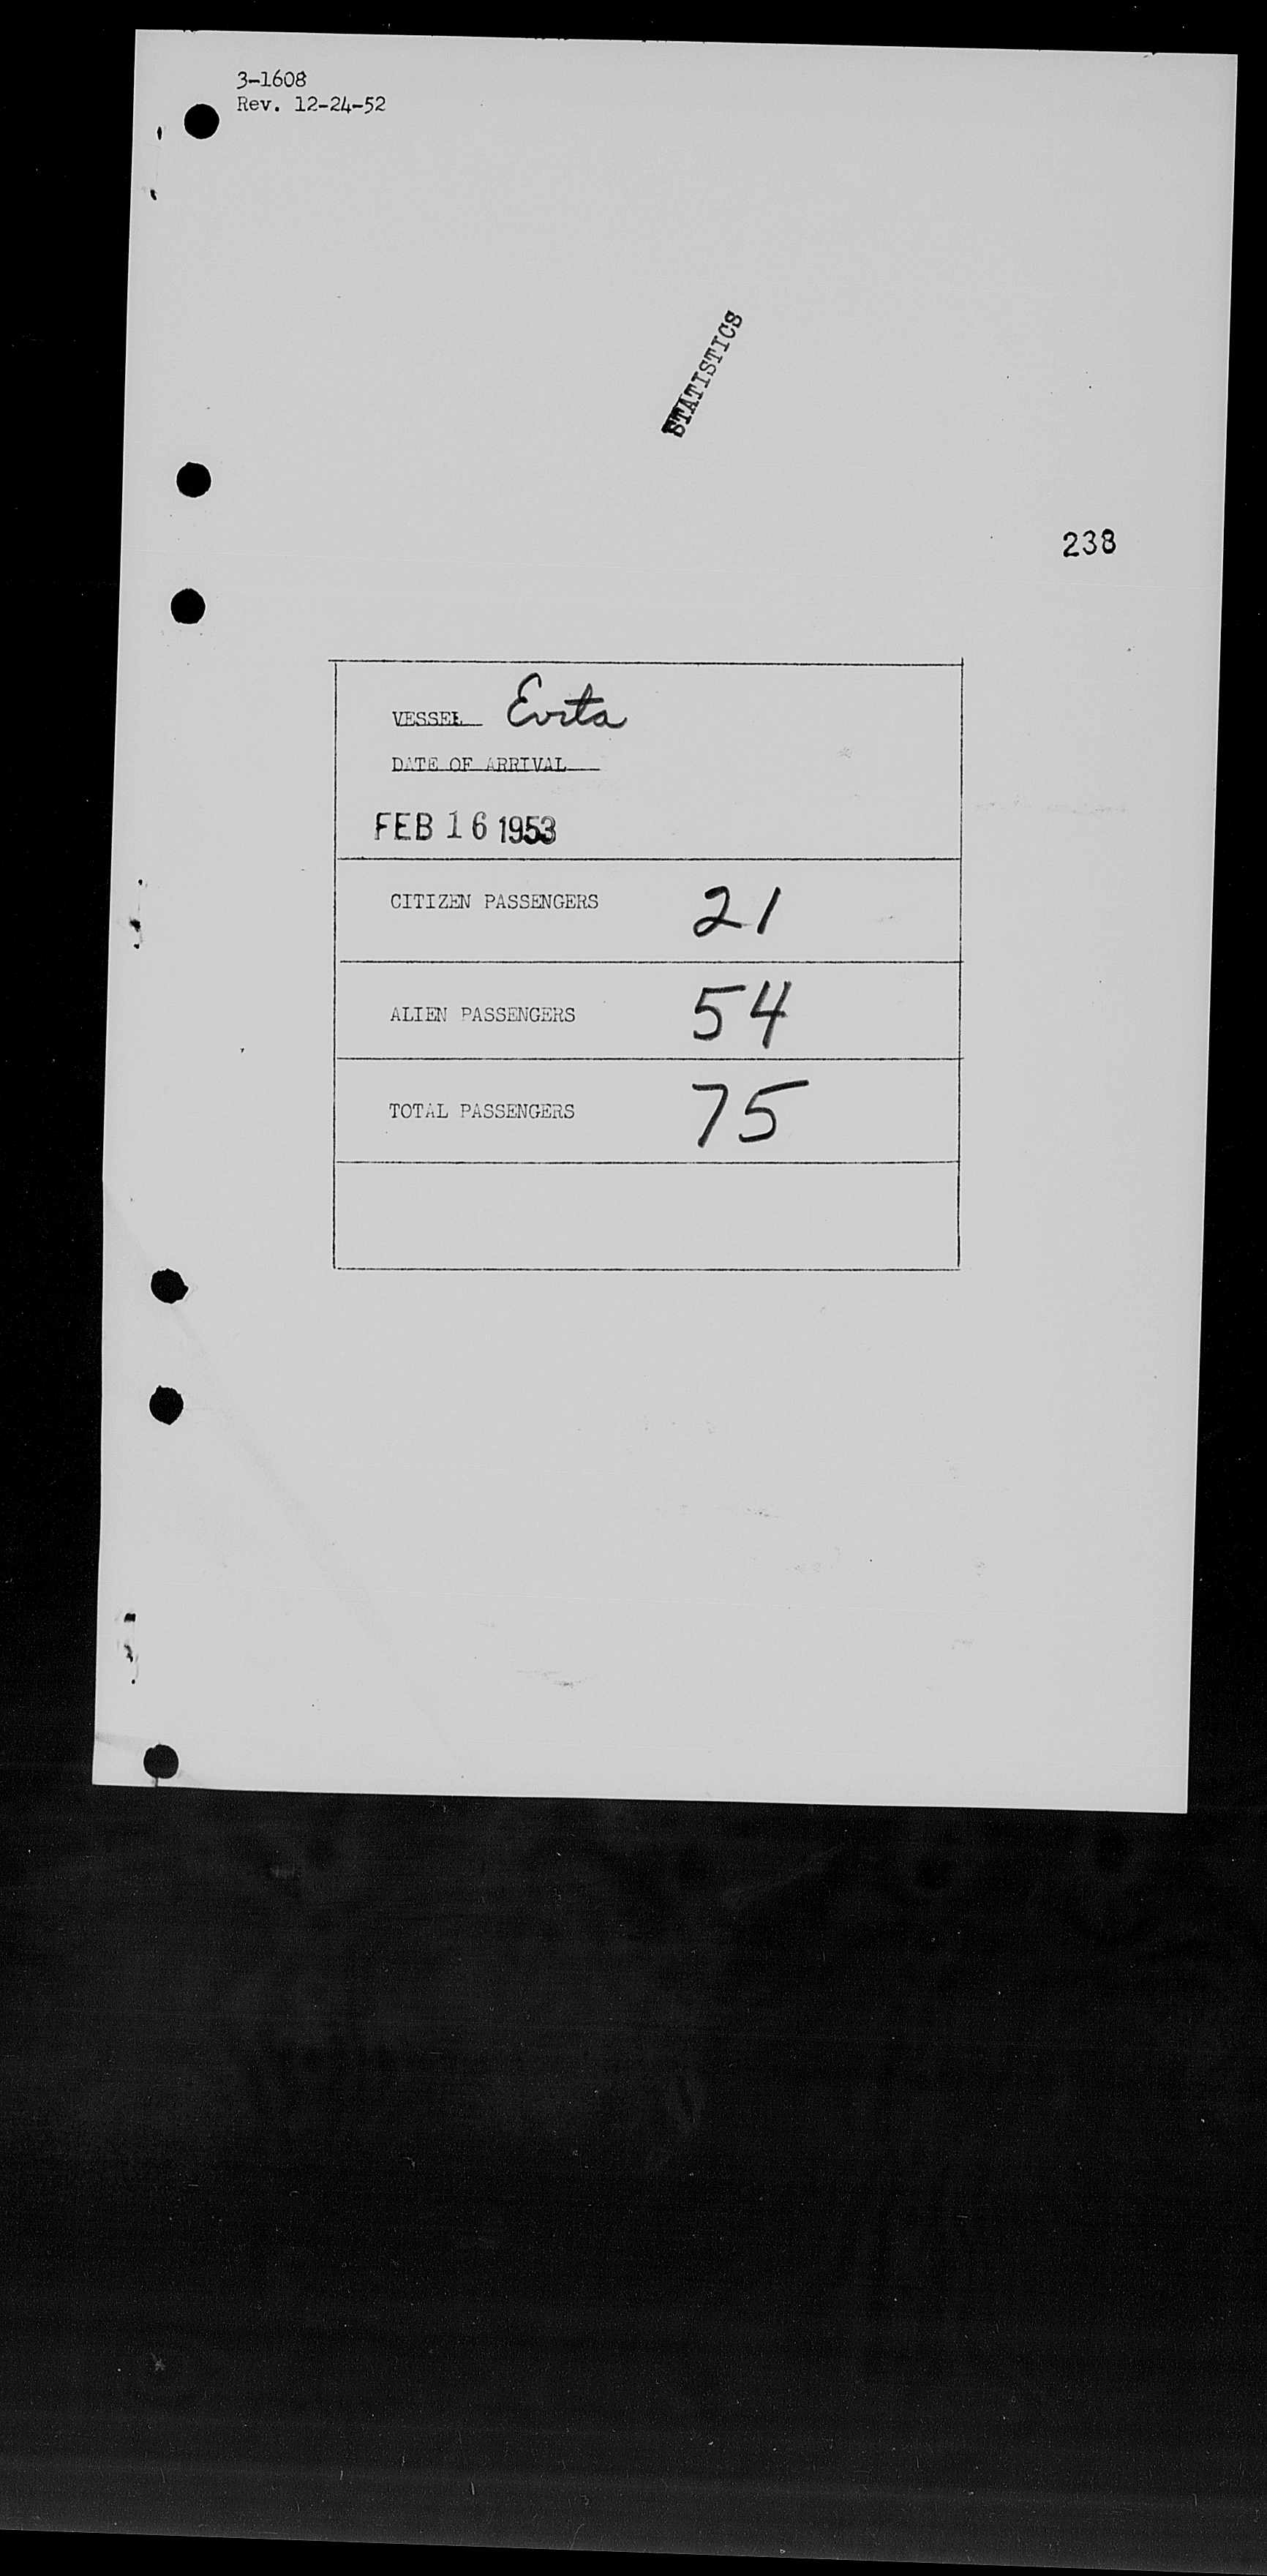 3-1608
Rev. 12-24-52
STATISTICS
238
VESSEL Evita
DATE OF ARRIVAL
FEB 16 1953
CITIZEN PASSENGERS 21
ALIEN PASSENGERS 54
TOTAL PASSENGERS 75